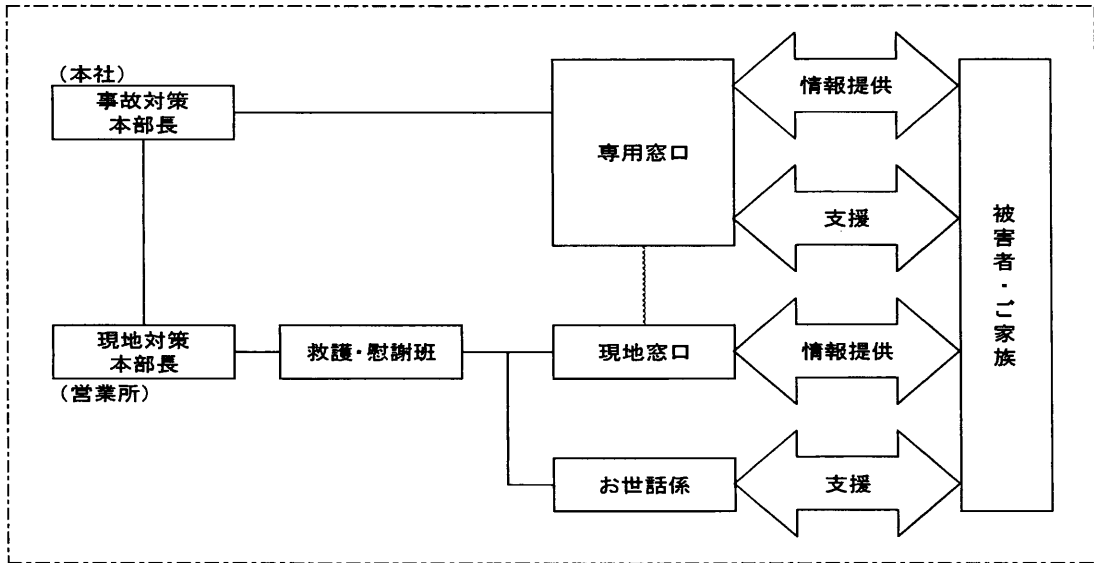 （本社）
事故対策
本部長
専用窓口
情報提供
支援
被害者・ご家族
現地対策
本部長
（営業所）
救護・慰謝班
現地窓口
情報提供
お世話係
支援